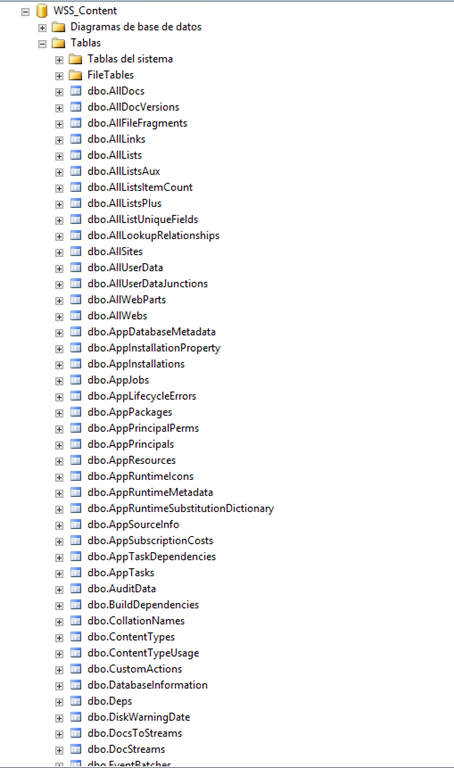 WSS_Content
Diagramas de base de datos
Tablas
Tablas del sistema
FileTables
dbo.AllDocs
dbo.AllDocVersions
dbo.AllFileFragments
dbo.AllLinks
dbo.AllLists
dbo.AllListsAux
dbo.AllListsItemCount
dbo.AllListsPlus
dbo.AllListUniqueFields
dbo.AllLookupRelationships
dbo.AllSites
dbo.AllUserData
dbo.AllUserDataJunctions
dbo.AllWebParts
dbo.AllWebs
dbo.AppDatabaseMetadata
dbo.AppInstallationProperty
dbo.AppInstallations
dbo.AppJobs
dbo.AppLifecycleErrors
dbo.AppPackages
dbo.AppPrincipalPerms
dbo.AppPrincipals
dbo.AppResources
dbo.AppRuntimeIcons
dbo.AppRuntimeMetadata
dbo.AppRuntimeSubstitutionDictionary
dbo.AppSourceInfo
dbo.AppSubscriptionCosts
dbo.AppTaskDependencies
dbo.AppTasks
dbo.AuditData
dbo.BuildDependencies
dbo.CollationNames
dbo.ContentTypes
dbo.ContentTypeUsage
dbo.CustomActions
dbo.DatabaseInformation
dbo.Deps
dbo.DiskWarningDate
dbo.DocsToStreams
dbo.DocStreams
dbo.EventBatches